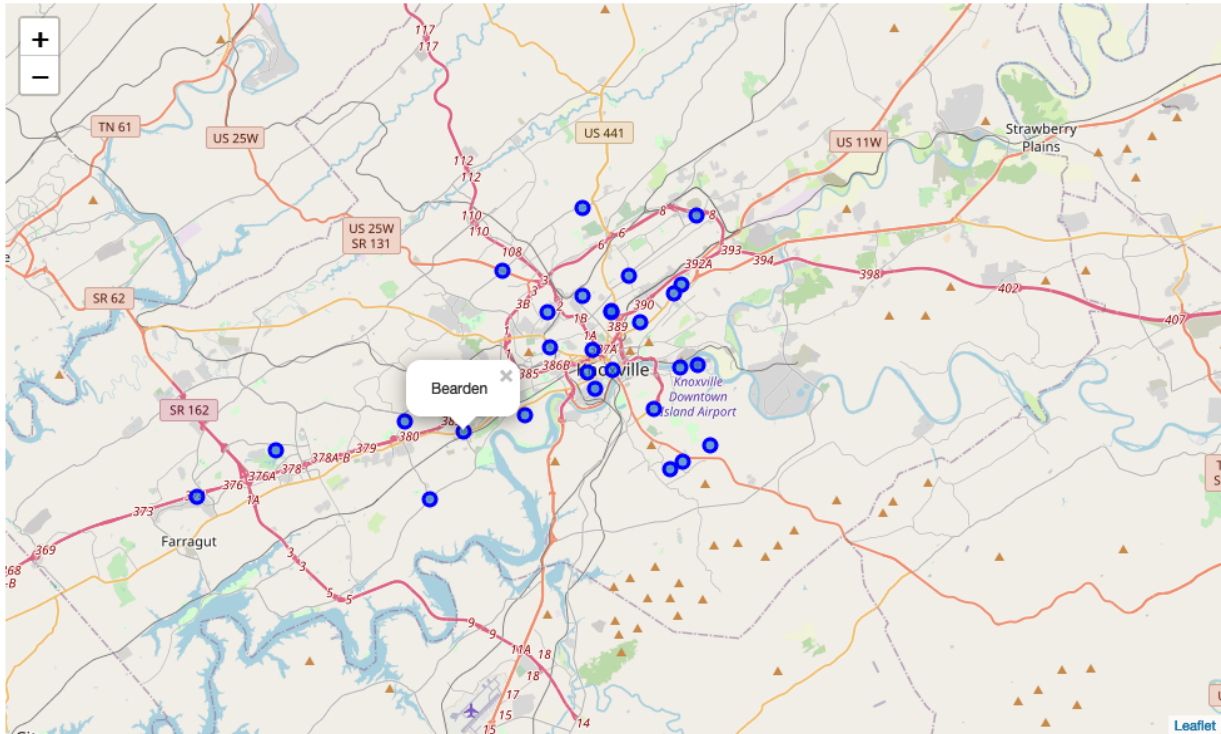 +
−
117
117
TN 61
US 25W
US 441
US 11W
Strawberry
Plains
112
112
110
110
8
8
US 25W
SR 131
6
6
108
393
392A
394
398
402
407
3
3
3B
2
1B
390
SR 62
1
389
1A
1
385
386B
Knoxville
Bearden
×
Knoxville
Downtown
Island Airport
SR 162
380
379
378A-B
378
376A
376
1A
373
369
368
-B
Farragut
3
3
5
5
9
9
11A
18
18
17
15
15
14
Leaflet